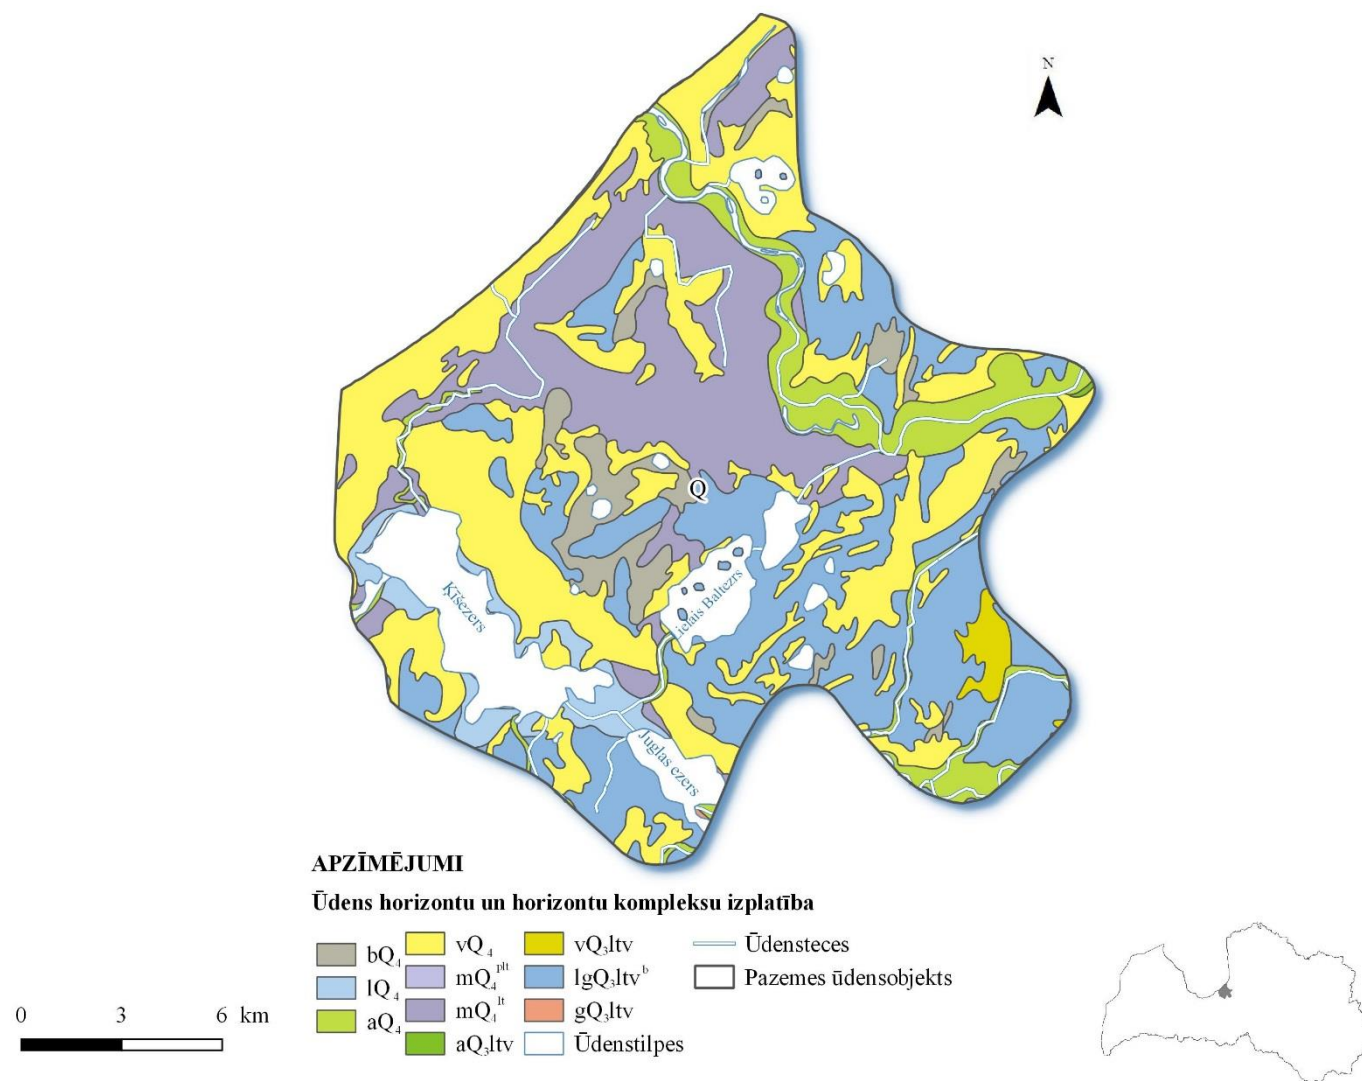 N
Q
Ķīšezers
Lielais Baltezrs
Juglas ezers
APZĪMĒJUMI
Ūdens horizontu un horizontu kompleksu izplatība
bQ₄
lQ₄
aQ₄
vQ₄
mQ₄ᵖˡᵗ
mQ₄ˡᵗ
aQ₃ltv
vQ₃ltv
lgQ₃ltvᵇ
gQ₃ltv
Ūdenstilpes
Ūdensteces
Pazemes ūdensobjekts
0 3 6 km